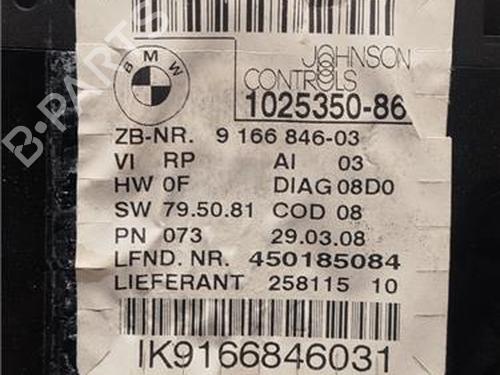 BMW
JOHNSON
CONTROLS
1025350-86
ZB-NR. 9 166 846-03
VI RP AI 03
HW 0F DIAG 08D0
SW 79.50.81 COD 08
PN 073 29.03.08
LFND. NR. 450185084
LIEFERANT 258115 10
IK9166846031